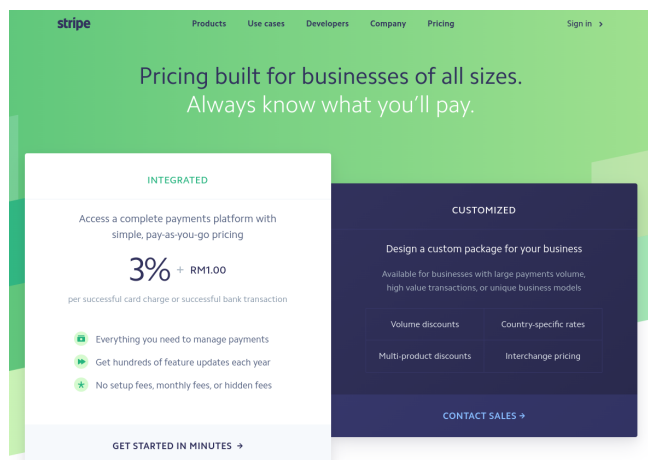 stripe
Products Use cases Developers Company Pricing
Sign in >
Pricing built for businesses of all sizes.
Always know what you'll pay.
INTEGRATED
Access a complete payments platform with
simple, pay-as-you-go pricing
3% + RM1.00
per successful card charge or successful bank transaction
Everything you need to manage payments
Get hundreds of feature updates each year
No setup fees, monthly fees, or hidden fees
GET STARTED IN MINUTES →
CUSTOMIZED
Design a custom package for your business
Available for businesses with large payments volume,
high value transactions, or unique business models
Volume discounts Country-specific rates
Multi-product discounts Interchange pricing
CONTACT SALES →